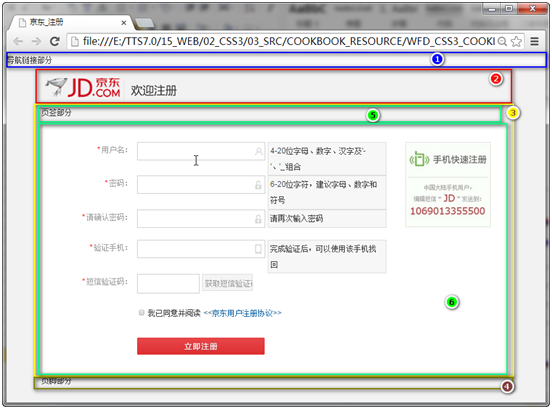 京东_注册
file:///E:/TTS7.0/15_WEB/02_CSS3/03_SRC/COOKBOOK_RESOURCE/WFD_CSS3_COOKI
导航链接部分
1
JD 京东
.COM
欢迎注册
2
页签部分
5
3
*用户名:
4-20位字母、数字、汉字及'-
'、'_'组合
手机快速注册
*密码:
6-20位字符，建议字母、数字和
符号
中国大陆手机用户，
编辑短信 " JD " 发送到:
1069013355500
*请确认密码:
请再次输入密码
*验证手机:
完成验证后，可以使用该手机找
回
*短信验证码:
获取短信验证
6
我已同意并阅读 <<京东用户注册协议>>
立即注册
页脚部分
4